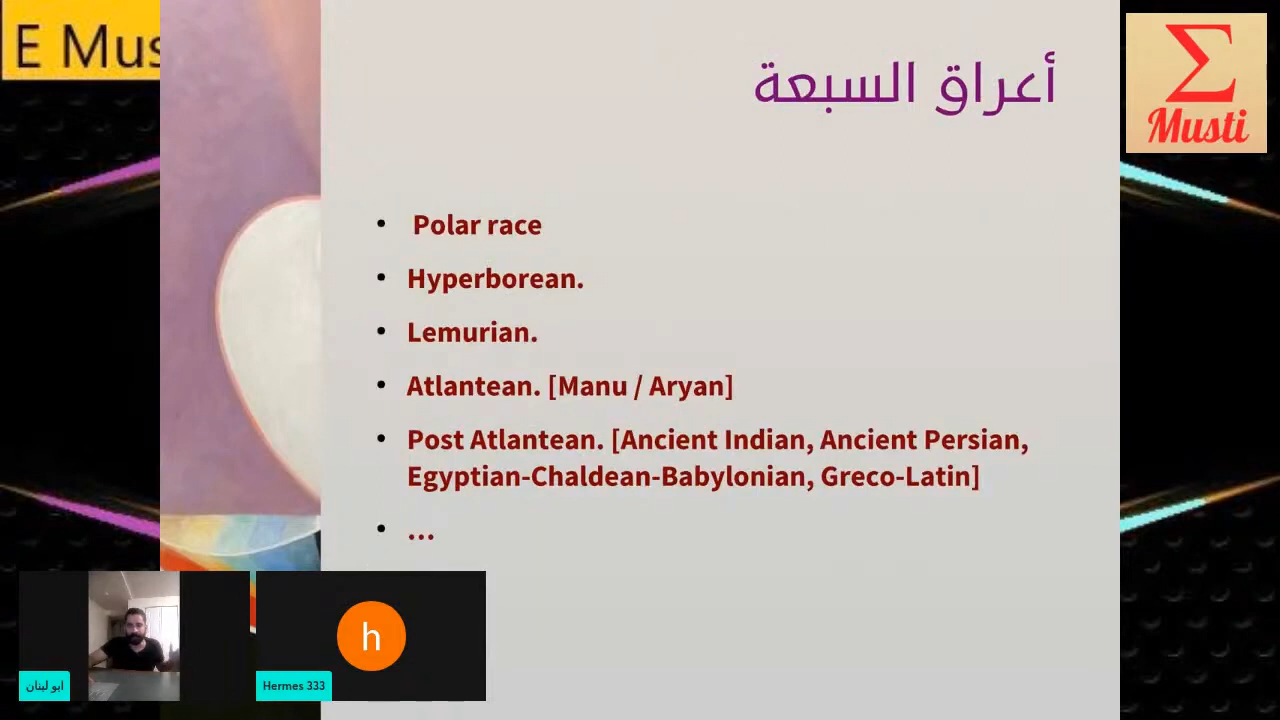 E Mus
Σ
Musti
أعراق السبعة
• Polar race
• Hyperborean.
• Lemurian.
• Atlantean. [Manu / Aryan]
• Post Atlantean. [Ancient Indian, Ancient Persian,
Egyptian-Chaldean-Babylonian, Greco-Latin]
• ...
h
ابو لبنان
Hermes 333